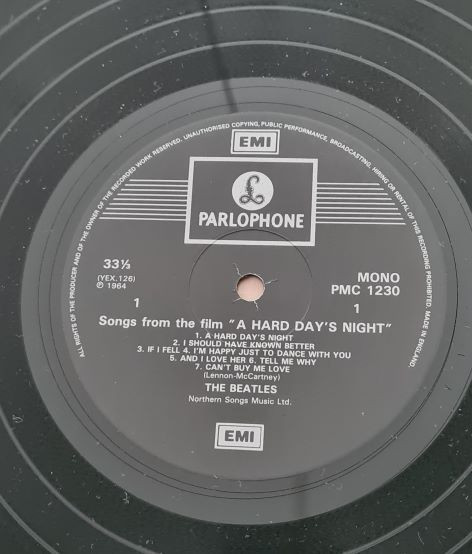 ALL RIGHTS OF THE PRODUCER AND OF THE OWNER OF THE RECORDED WORK RESERVED. UNAUTHORISED COPYING, PUBLIC PERFORMANCE, BROADCASTING, HIRING OR RENTAL OF THIS RECORDING PROHIBITED. MADE IN ENGLAND.
EMI
£
PARLOPHONE
33⅓
(YEX.126)
℗ 1964
1
MONO
PMC 1230
1
Songs from the film "A HARD DAY'S NIGHT"
1. A HARD DAY'S NIGHT
2. I SHOULD HAVE KNOWN BETTER
3. IF I FELL 4. I'M HAPPY JUST TO DANCE WITH YOU
5. AND I LOVE HER 6. TELL ME WHY
7. CAN'T BUY ME LOVE
(Lennon-McCartney)
THE BEATLES
Northern Songs Music Ltd.
EMI